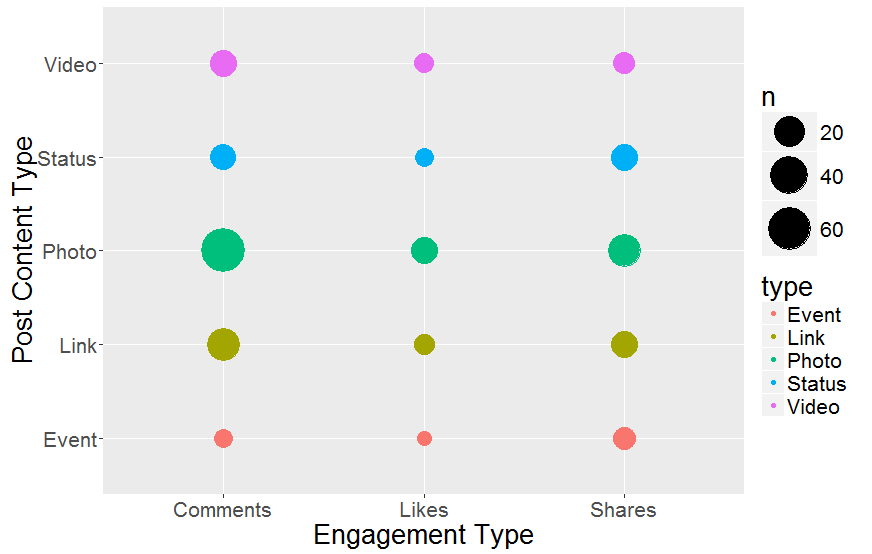 Post Content Type
Video
Status
Photo
Link
Event
Comments
Likes
Shares
Engagement Type
n
20
40
60
type
Event
Link
Photo
Status
Video